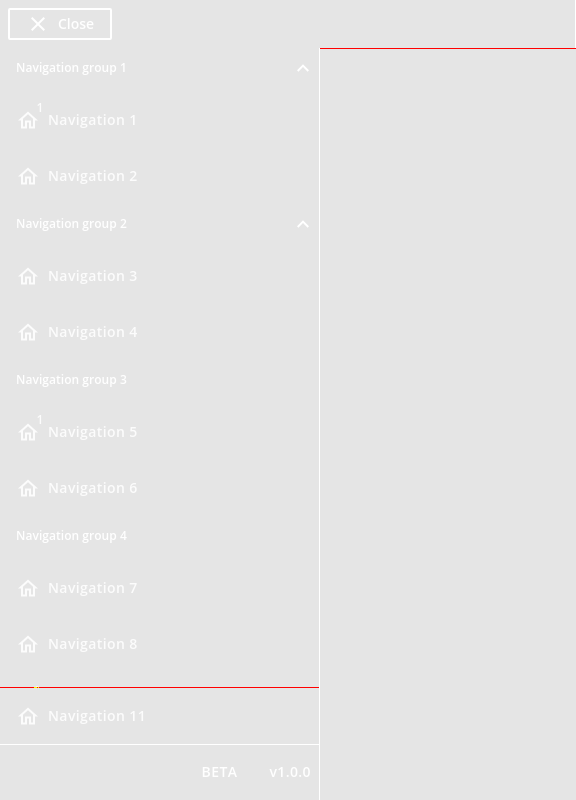 Close
Navigation group 1
1
Navigation 1
Navigation 2
Navigation group 2
Navigation 3
Navigation 4
Navigation group 3
1
Navigation 5
Navigation 6
Navigation group 4
Navigation 7
Navigation 8
Navigation 11
BETA v1.0.0